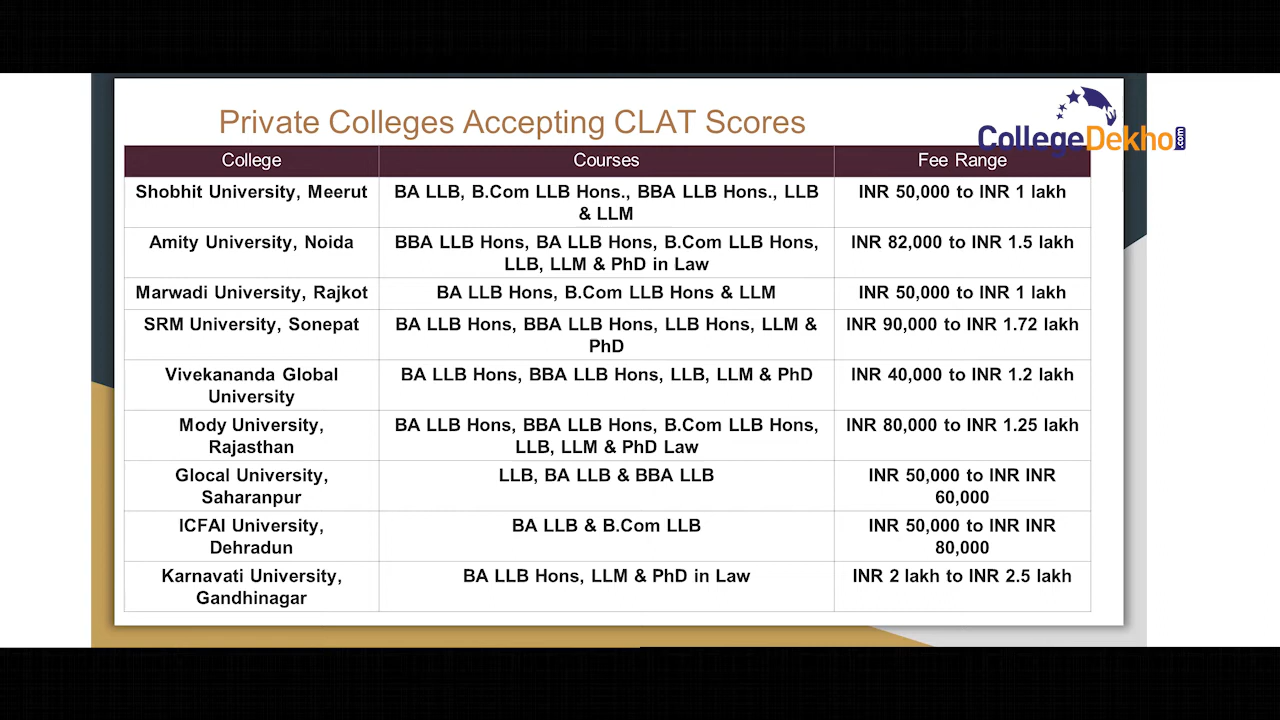 Private Colleges Accepting CLAT Scores
CollegeDekho.com
College Courses Fee Range
Shobhit University, Meerut BA LLB, B.Com LLB Hons., BBA LLB Hons., LLB INR 50,000 to INR 1 lakh
& LLM
Amity University, Noida BBA LLB Hons, BA LLB Hons, B.Com LLB Hons, INR 82,000 to INR 1.5 lakh
LLB, LLM & PhD in Law
Marwadi University, Rajkot BA LLB Hons, B.Com LLB Hons & LLM INR 50,000 to INR 1 lakh
SRM University, Sonepat BA LLB Hons, BBA LLB Hons, LLB Hons, LLM & INR 90,000 to INR 1.72 lakh
PhD
Vivekananda Global BA LLB Hons, BBA LLB Hons, LLB, LLM & PhD INR 40,000 to INR 1.2 lakh
University
Mody University, BA LLB Hons, BBA LLB Hons, B.Com LLB Hons, INR 80,000 to INR 1.25 lakh
Rajasthan LLB, LLM & PhD Law
Glocal University, LLB, BA LLB & BBA LLB INR 50,000 to INR INR
Saharanpur 60,000
ICFAI University, BA LLB & B.Com LLB INR 50,000 to INR INR
Dehradun 80,000
Karnavati University, BA LLB Hons, LLM & PhD in Law INR 2 lakh to INR 2.5 lakh
Gandhinagar